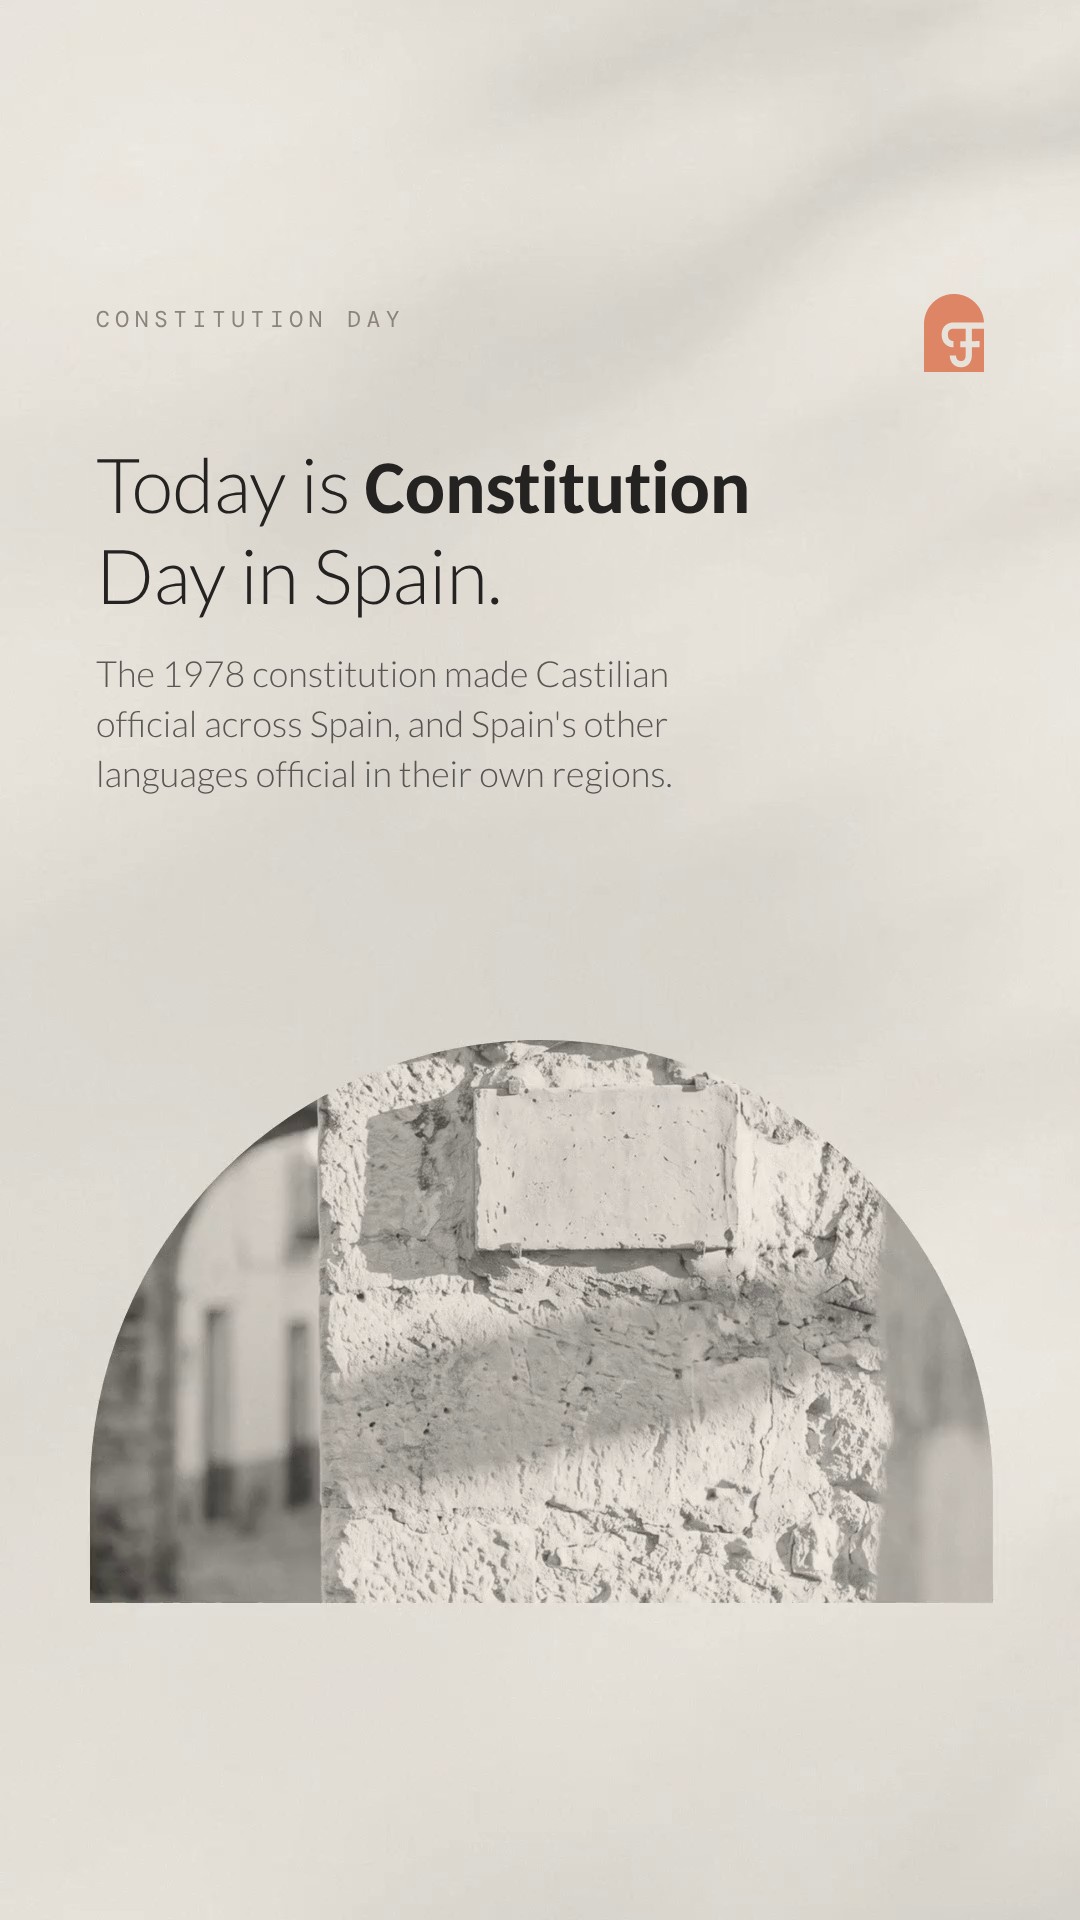 CONSTITUTION DAY
Today is Constitution
Day in Spain.
The 1978 constitution made Castilian
official across Spain, and Spain's other
languages official in their own regions.